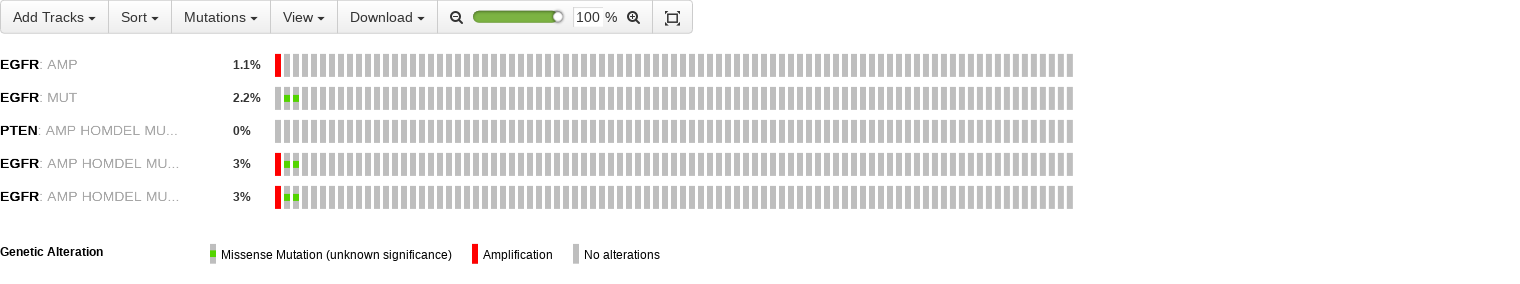 Add Tracks Sort Mutations View Download 100 %
EGFR: AMP 1.1%
EGFR: MUT 2.2%
PTEN: AMP HOMDEL MU... 0%
EGFR: AMP HOMDEL MU... 3%
EGFR: AMP HOMDEL MU... 3%
Genetic Alteration Missense Mutation (unknown significance) Amplification No alterations